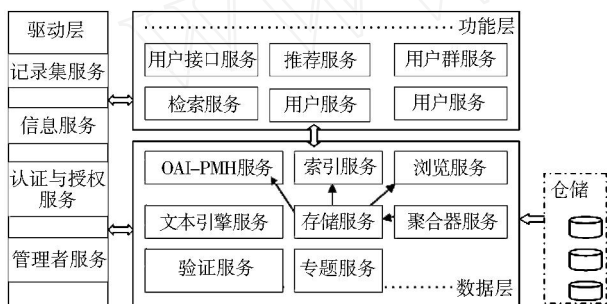 驱动层
记录集服务
信息服务
认证与授权
服务
管理者服务
功能层
用户接口服务
推荐服务
用户群服务
检索服务
用户服务
用户服务
OAI-PMH服务
索引服务
浏览服务
文本引擎服务
存储服务
聚合器服务
验证服务
专题服务
数据层
仓储